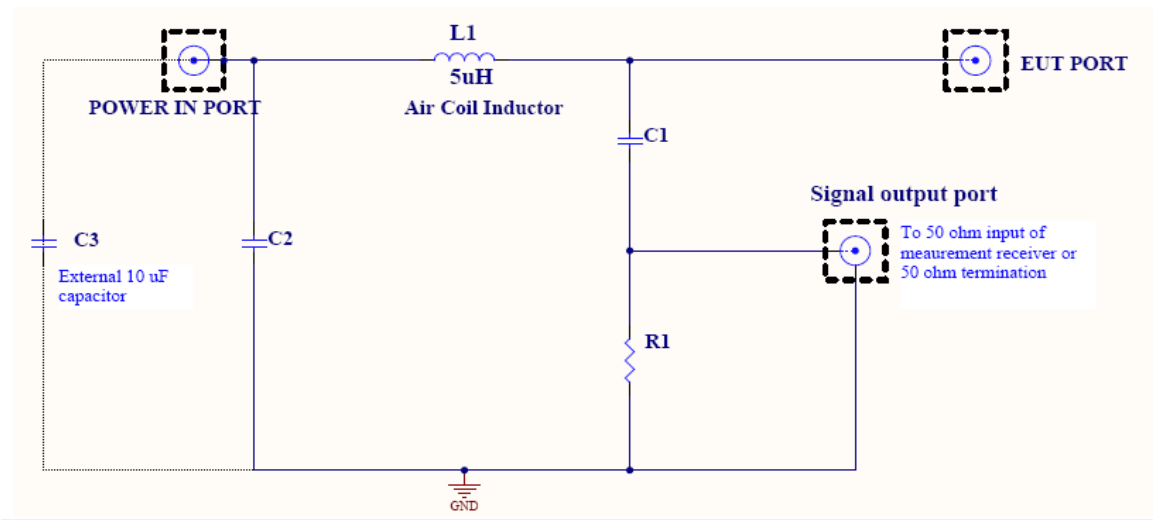 L1
5uH
Air Coil Inductor
POWER IN PORT
EUT PORT
C1
Signal output port
To 50 ohm input of
meaurement receiver or
50 ohm termination
C3
External 10 uF
capacitor
C2
R1
GND